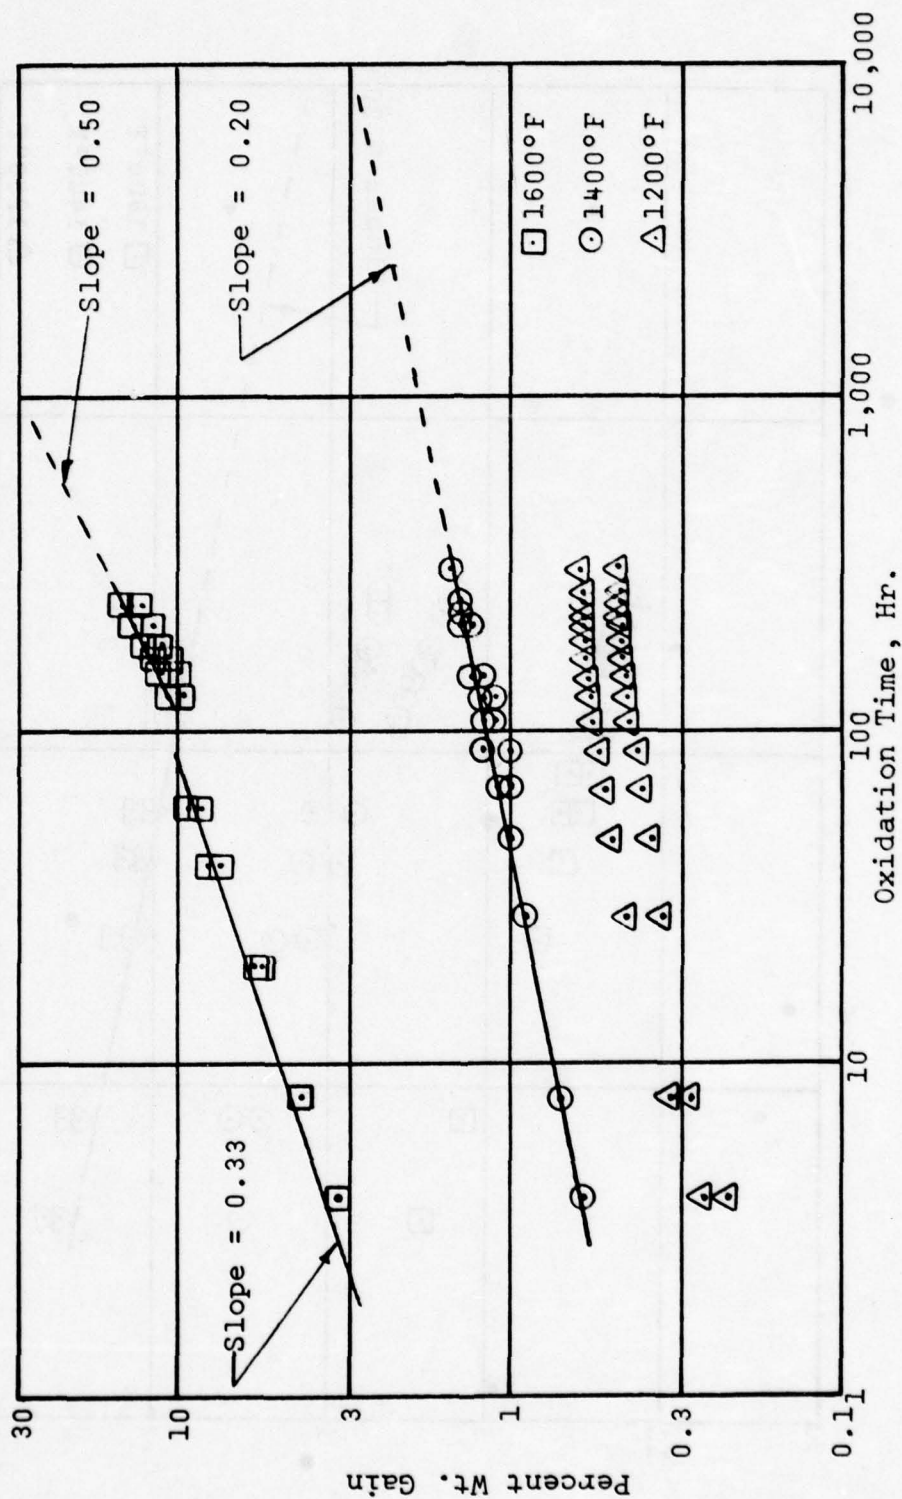 Slope = 0.50
Slope = 0.20
Slope = 0.33
1600°F
1400°F
1200°F
30
10
3
1
0.3
0.1
Percent Wt. Gain
1
10
100
1,000
10,000
Oxidation Time, Hr.